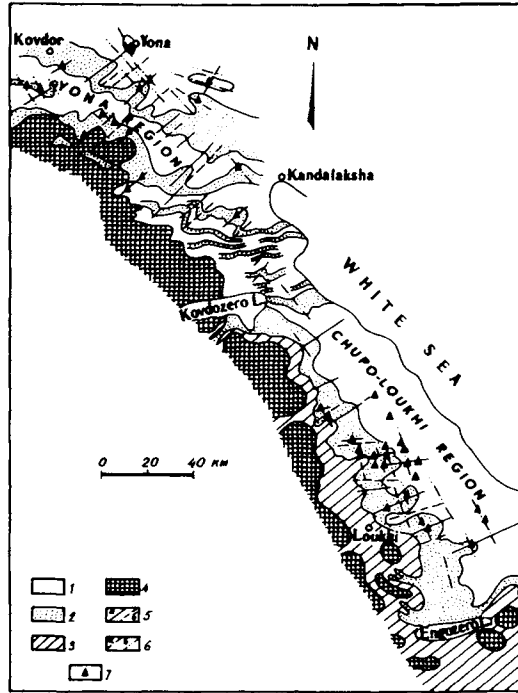 Kovdor
Yona
N
YONA REGION
Kandalaksha
WHITE SEA
Kovdozero L.
CHUPO-LOUKHI REGION
0 20 40 КМ
Loukhi
Engozero L.
1
2
3
4
5
6
7